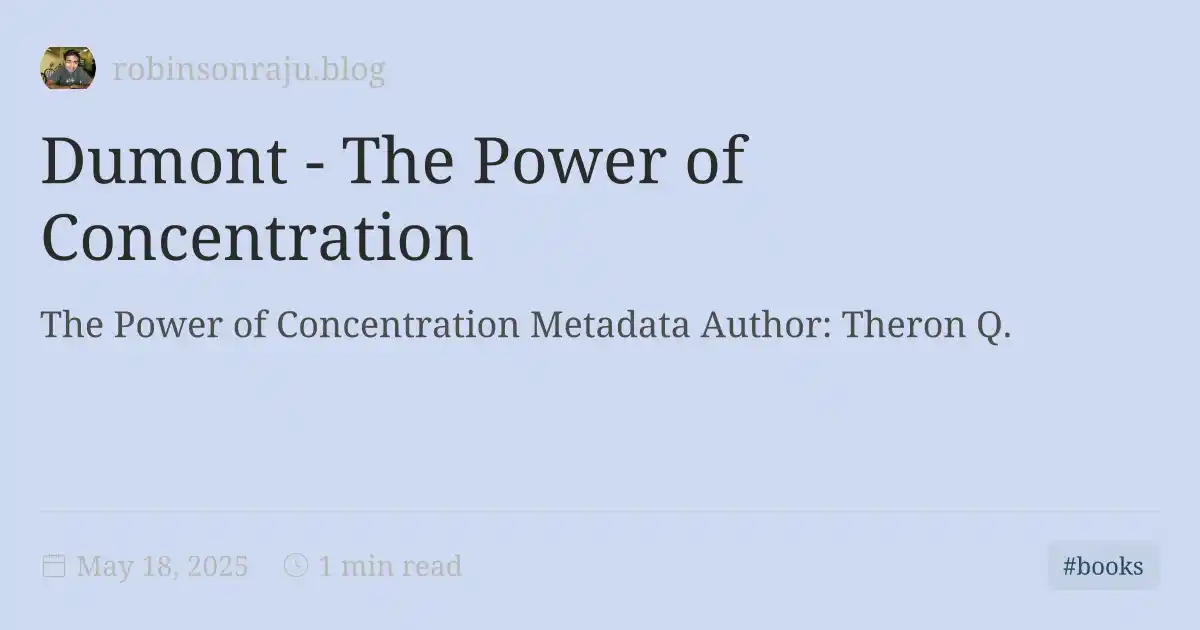 robinsonraju.blog
Dumont - The Power of
Concentration
The Power of Concentration Metadata Author: Theron Q.
May 18, 2025
1 min read
#books